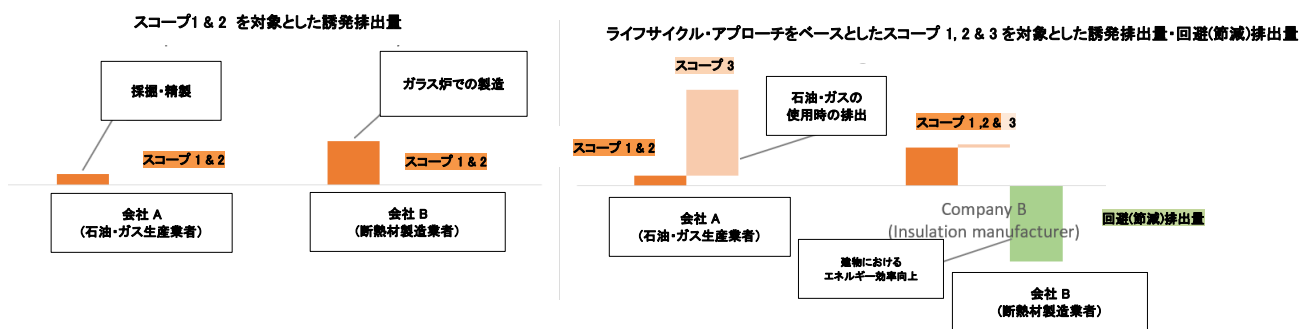 スコープ1 & 2 を対象とした誘発排出量
採掘・精製
ガラス炉での製造
スコープ 1 & 2
スコープ 1 & 2
会社 A
(石油・ガス生産業者)
会社 B
(断熱材製造業者)
ライフサイクル・アプローチをベースとしたスコープ 1, 2 & 3 を対象とした誘発排出量・回避(節減)排出量
スコープ 3
石油・ガスの
使用時の排出
スコープ 1 & 2
スコープ 1 ,2 & 3
会社 A
(石油・ガス生産業者)
Company B
(Insulation manufacturer)
回避(節減)排出量
建物における
エネルギー効率向上
会社 B
(断熱材製造業者)